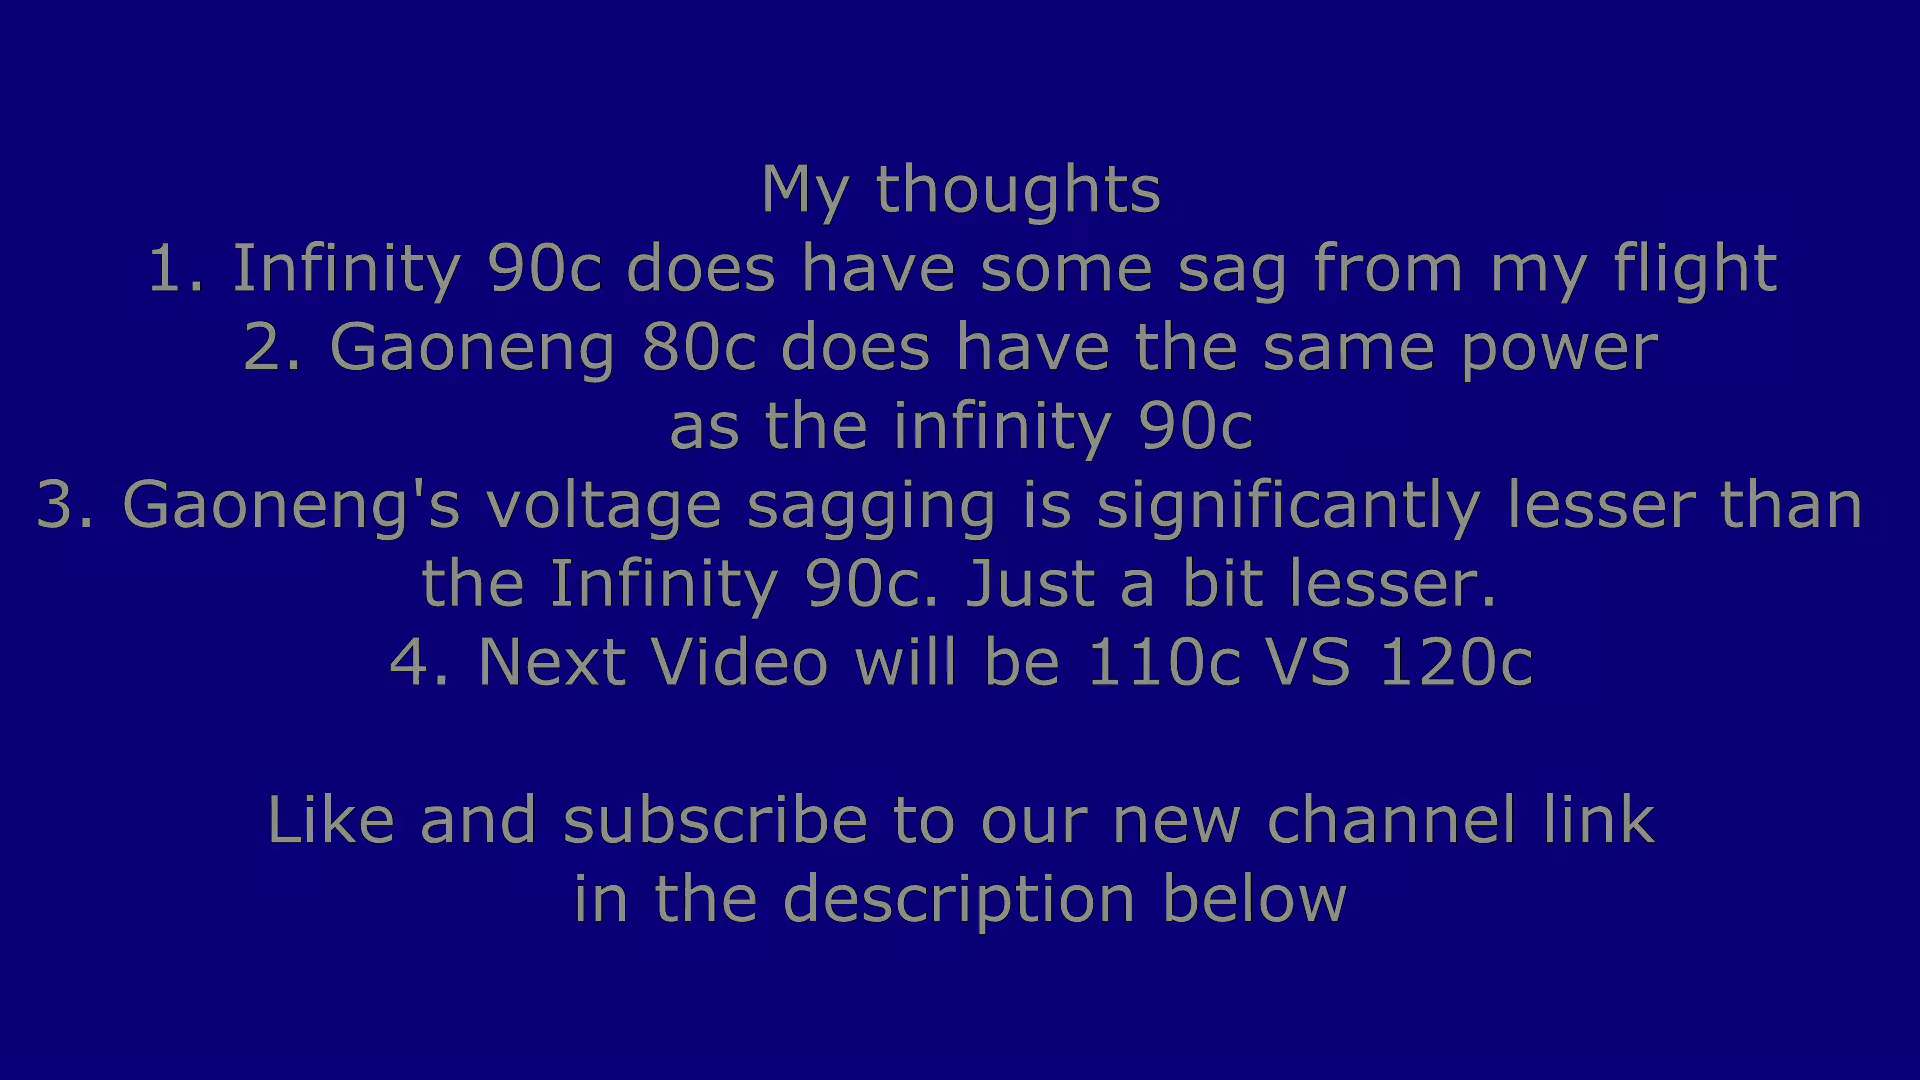 My thoughts
1. Infinity 90c does have some sag from my flight
2. Gaoneng 80c does have the same power
as the infinity 90c
3. Gaoneng's voltage sagging is significantly lesser than
the Infinity 90c. Just a bit lesser.
4. Next Video will be 110c VS 120c
Like and subscribe to our new channel link
in the description below